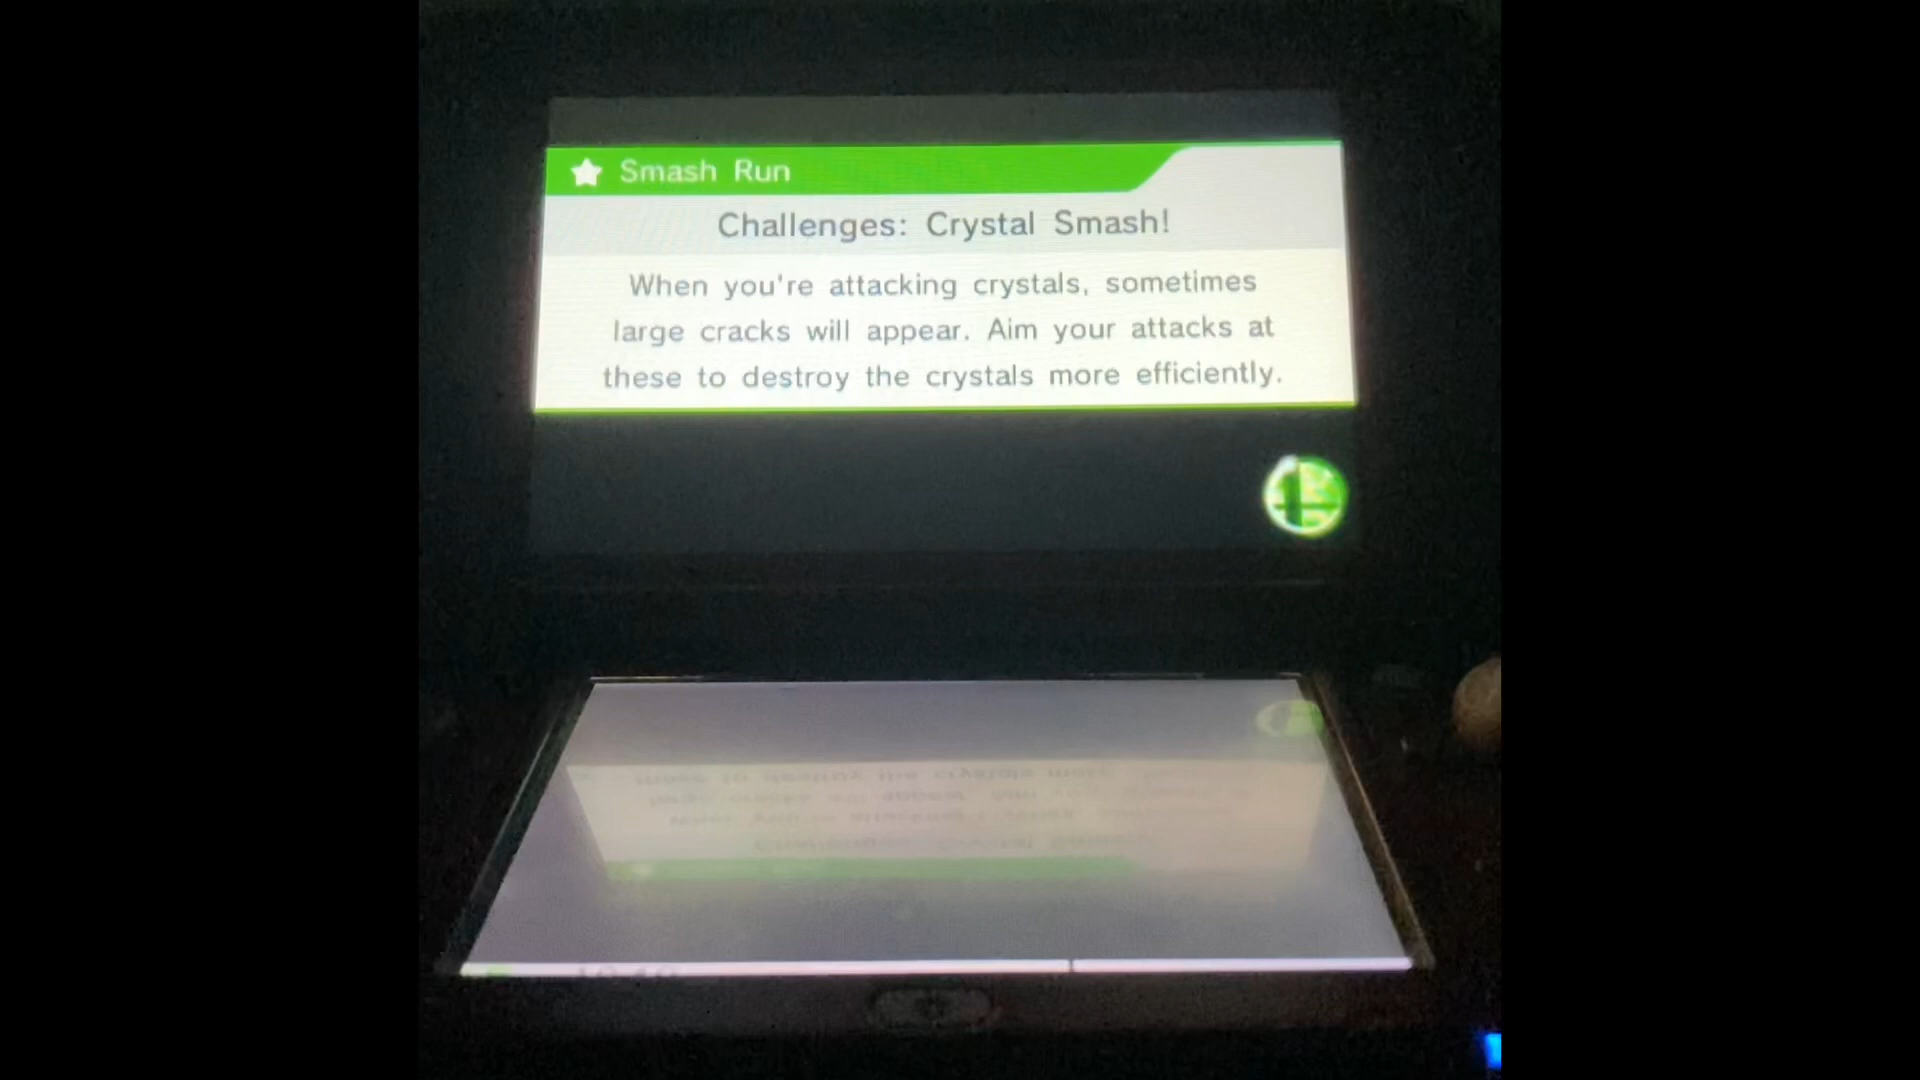 Smash Run
Challenges: Crystal Smash!
When you're attacking crystals, sometimes
large cracks will appear. Aim your attacks at
these to destroy the crystals more efficiently.